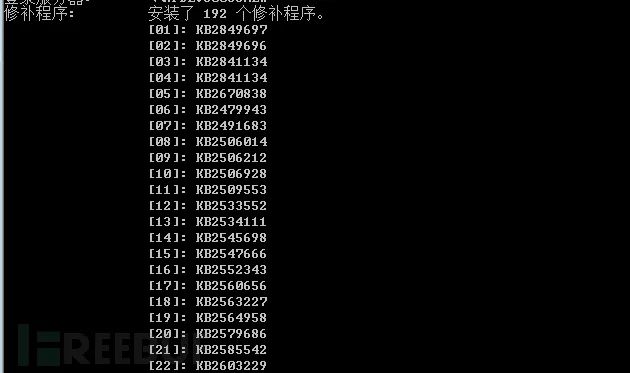 修补程序: 安装了 192 个修补程序。
[01]: KB2849697
[02]: KB2849696
[03]: KB2841134
[04]: KB2841134
[05]: KB2670838
[06]: KB2479943
[07]: KB2491683
[08]: KB2506014
[09]: KB2506212
[10]: KB2506928
[11]: KB2509553
[12]: KB2533552
[13]: KB2534111
[14]: KB2545698
[15]: KB2547666
[16]: KB2552343
[17]: KB2560656
[18]: KB2563227
[19]: KB2564958
[20]: KB2579686
[21]: KB2585542
[22]: KB2603229